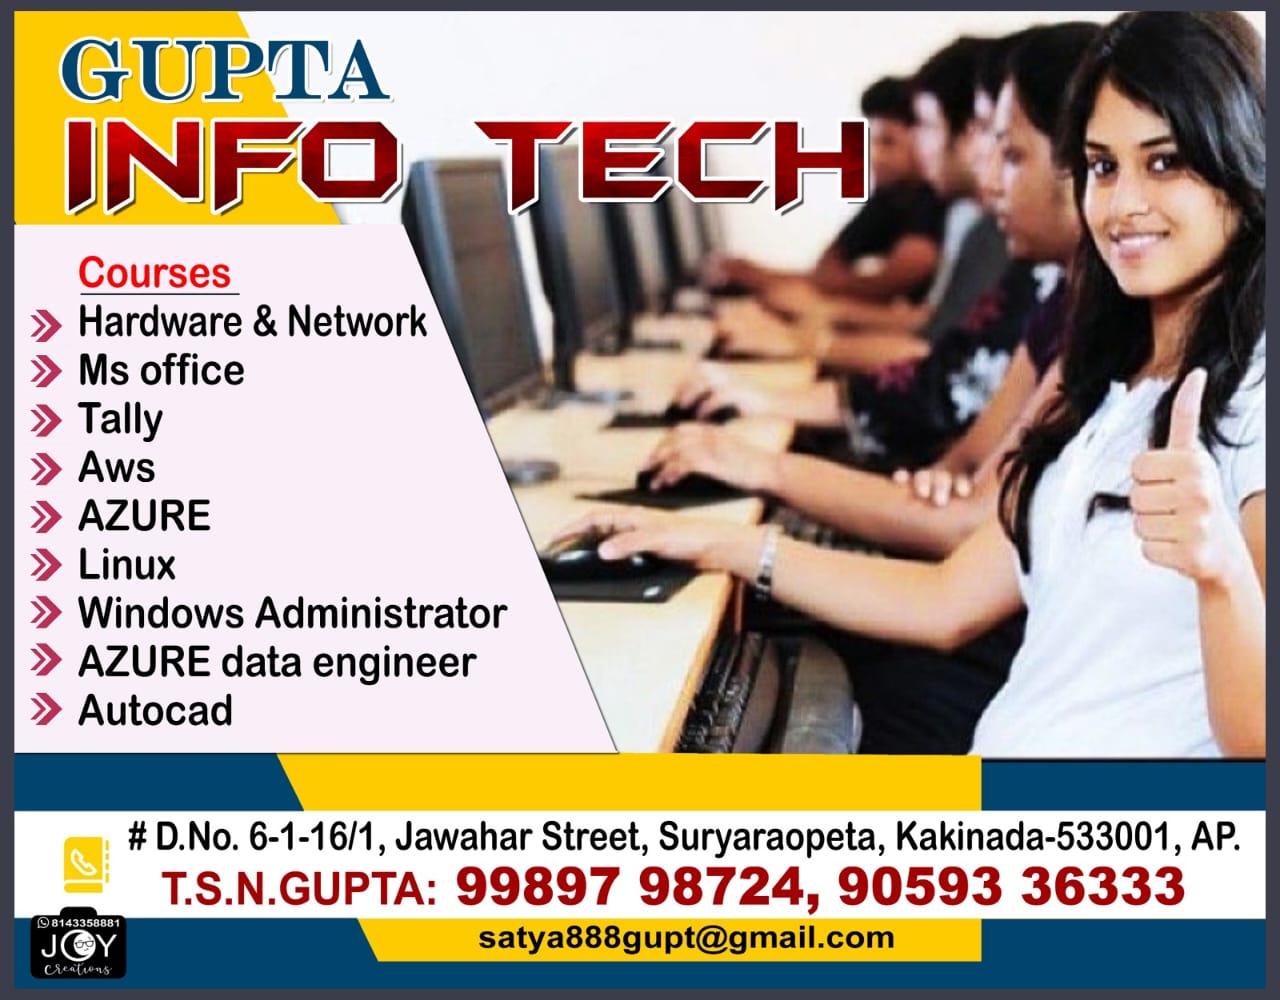 GUPTA
INFO TECH
Courses
Hardware & Network
Ms office
Tally
Aws
AZURE
Linux
Windows Administrator
AZURE data engineer
Autocad
# D.No. 6-1-16/1, Jawahar Street, Suryaraopeta, Kakinada-533001, AP.
T.S.N.GUPTA: 99897 98724, 90593 36333
satya888gupt@gmail.com
8143358881
JOY
Creations